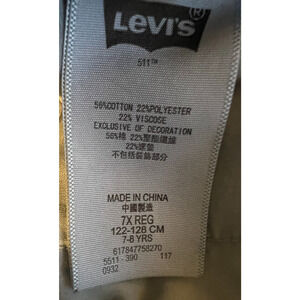 LEVI'S®
511™
56%COTTON 22%POLYESTER
22% VISCOSE
EXCLUSIVE OF DECORATION
56%棉 22%聚酯纖維
22%速溶
不包括裝飾部分
MADE IN CHINA
中國製造
7X REG
122-128 CM
7-8 YRS
617847758270
5511-390 117
0932